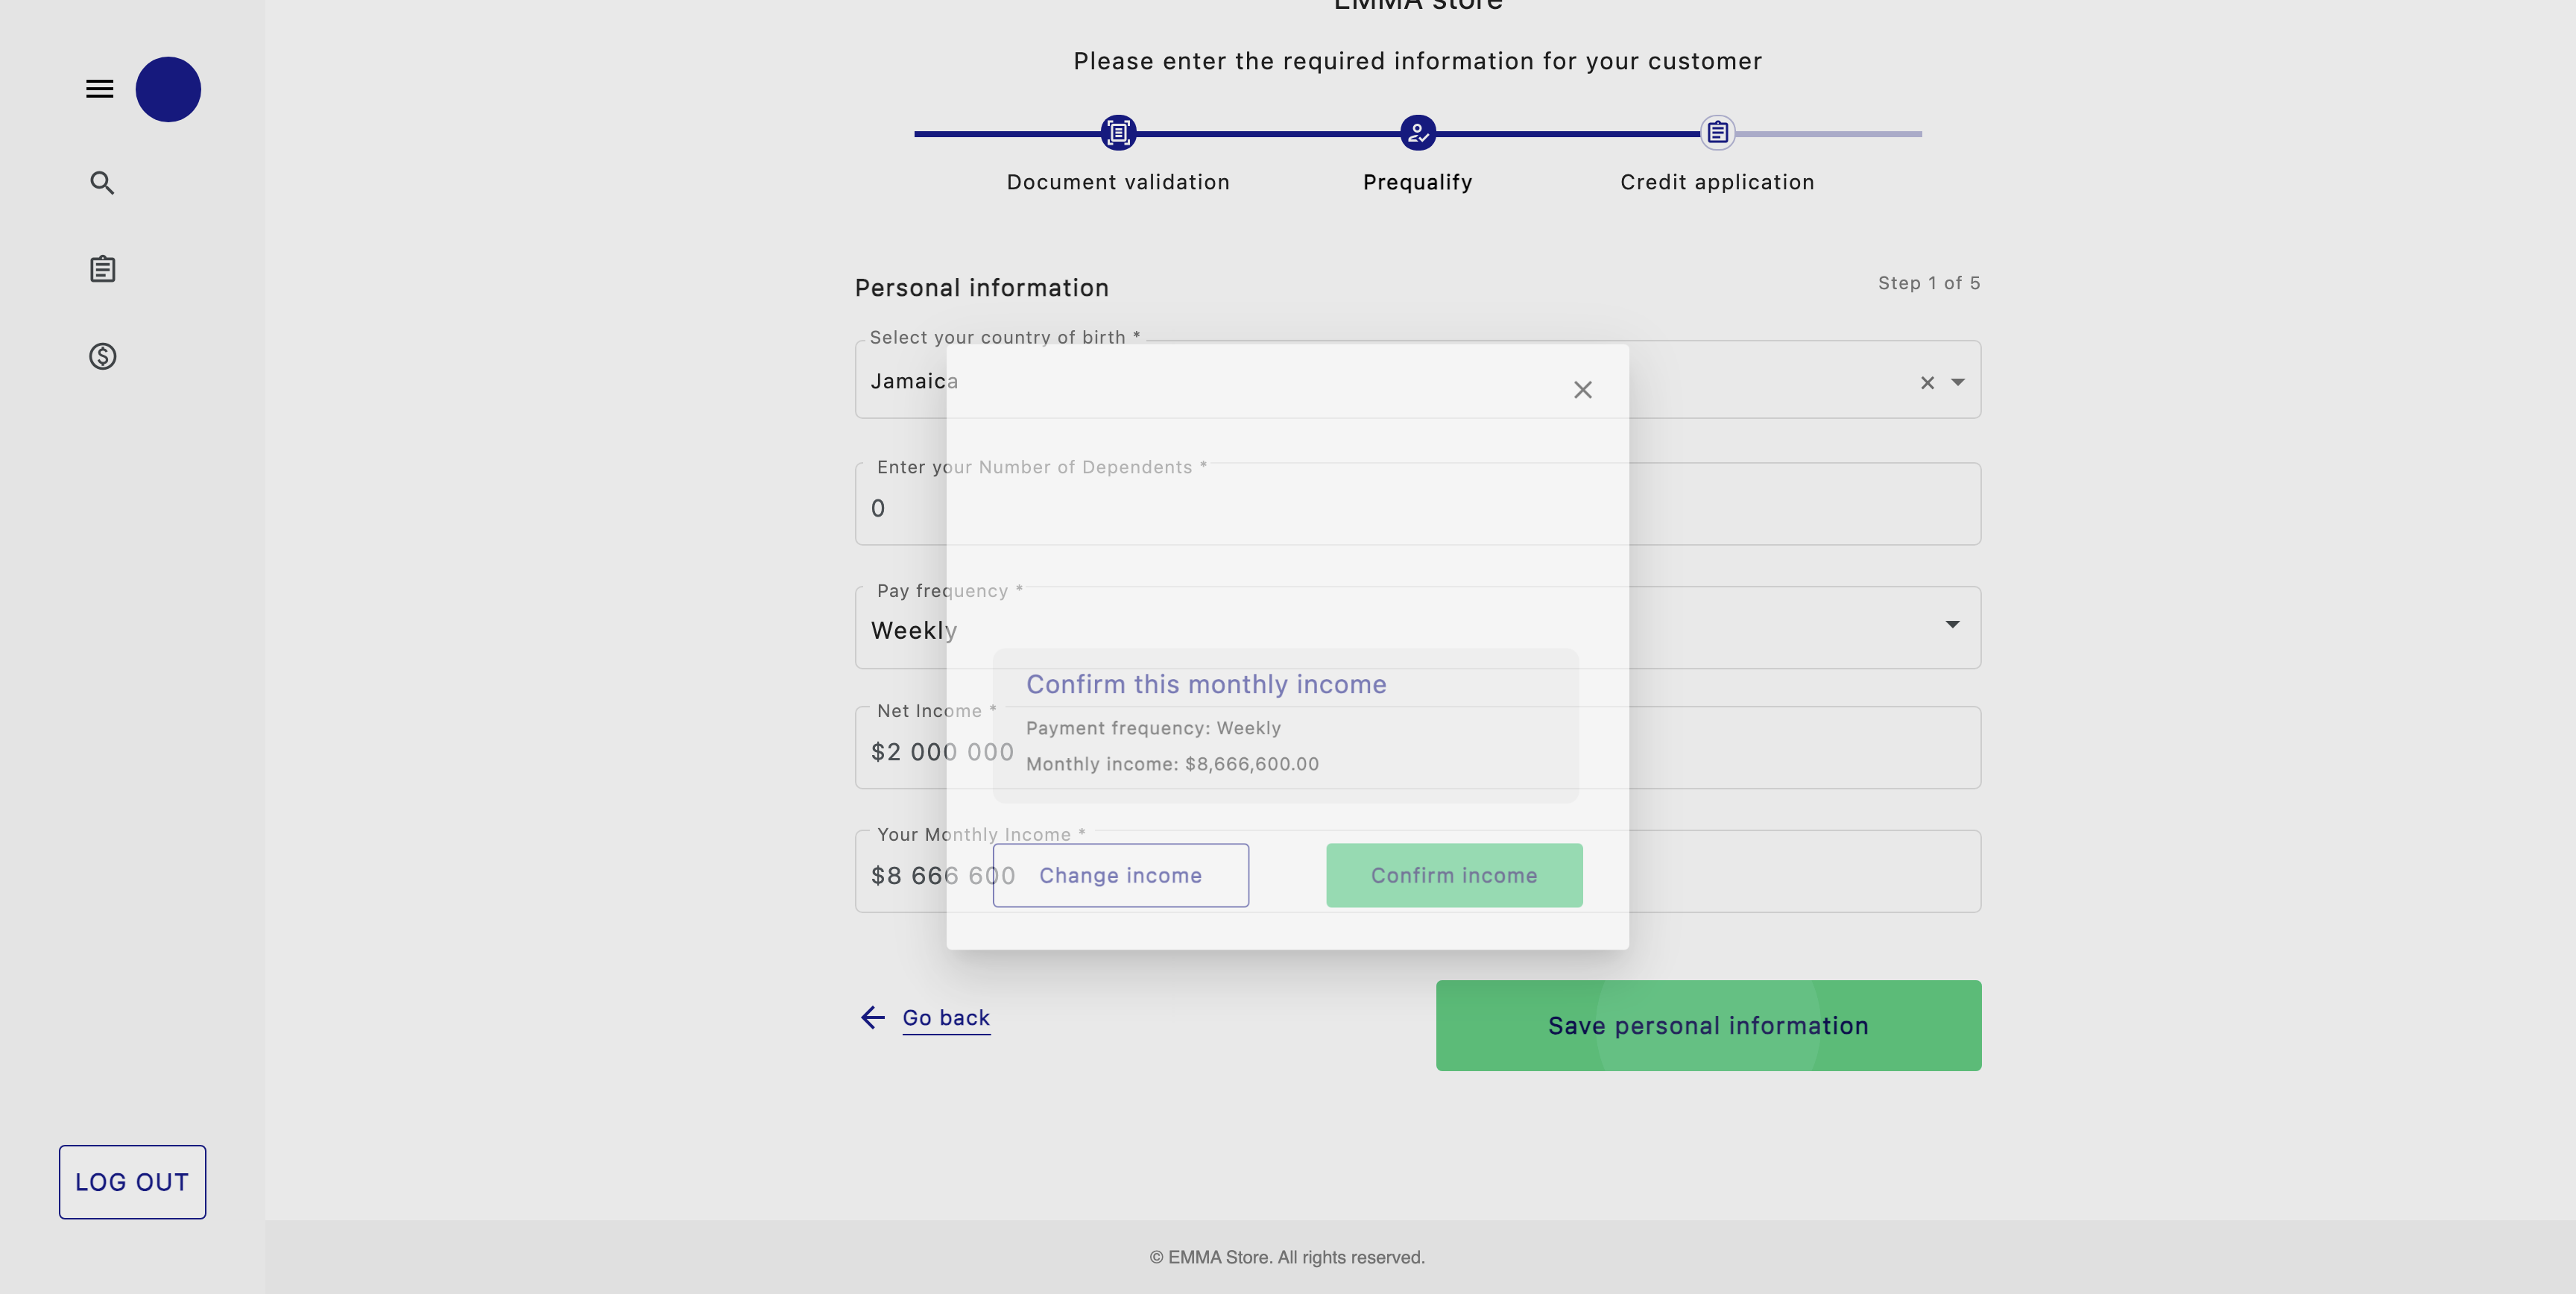 EMMA store
Please enter the required information for your customer
Document validation
Prequalify
Credit application
Personal information
Step 1 of 5
Select your country of birth *
Jamaica
Enter your Number of Dependents *
0
Pay frequency *
Weekly
Confirm this monthly income
Net Income *
Payment frequency: Weekly
$2 000 000
Monthly income: $8,666,600.00
Your Monthly Income *
$8 666 600
Change income
Confirm income
Go back
Save personal information
LOG OUT
© EMMA Store. All rights reserved.